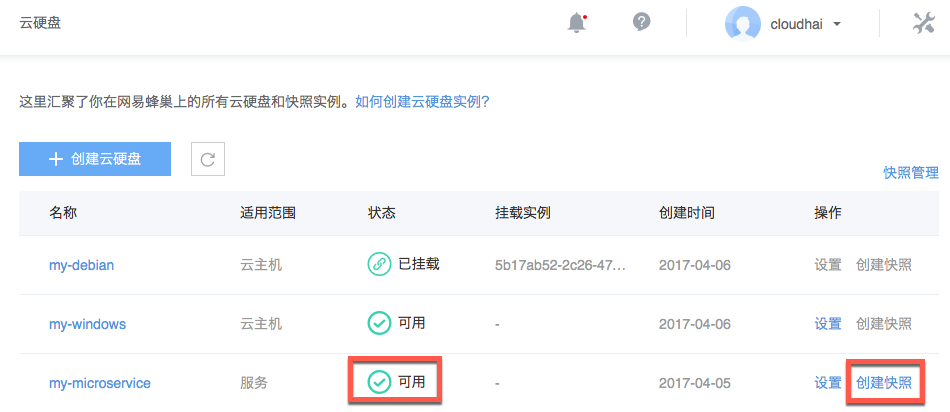 云硬盘
cloudhai
这里汇聚了你在网易蜂巢上的所有云硬盘和快照实例。如何创建云硬盘实例?
创建云硬盘
快照管理
名称 适用范围 状态 挂载实例 创建时间 操作
my-debian 云主机 已挂载 5b17ab52-2c26-47... 2017-04-06 设置 创建快照
my-windows 云主机 可用 - 2017-04-06 设置 创建快照
my-microservice 服务 可用 - 2017-04-05 设置 创建快照